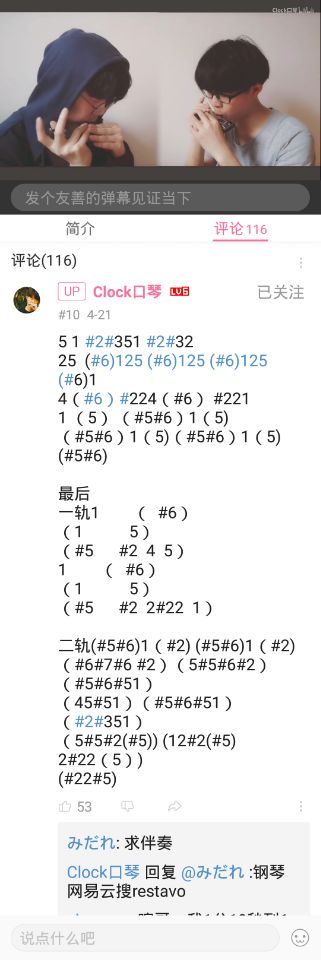 Clock口琴
发个友善的弹幕见证当下
简介
评论 116
评论(116)
UP Clock口琴 LV6 已关注
#10 4-21
5 1 #2#351 #2#32
25 (#6)125 (#6)125 (#6)125
(#6)1
4（#6）#224（#6）#221
1（5）（#5#6）1（5）
（#5#6）1（5）（#5#6）1（5）
(#5#6)
最后
一轨1 （ #6）
（1 5）
（#5 #2 4 5）
1 （ #6）
（1 5）
（#5 #2 2#22 1）
二轨(#5#6)1（#2) (#5#6)1（#2)
（#6#7#6 #2）（5#5#6#2）
（#5#6#51）
（45#51）（#5#6#51）
（#2#351）
（5#5#2(#5)) (12#2(#5)
2#22（5））
(#22#5)
53
みだれ: 求伴奏
Clock口琴 回复 @みだれ :钢琴
网易云搜restavo
说点什么吧